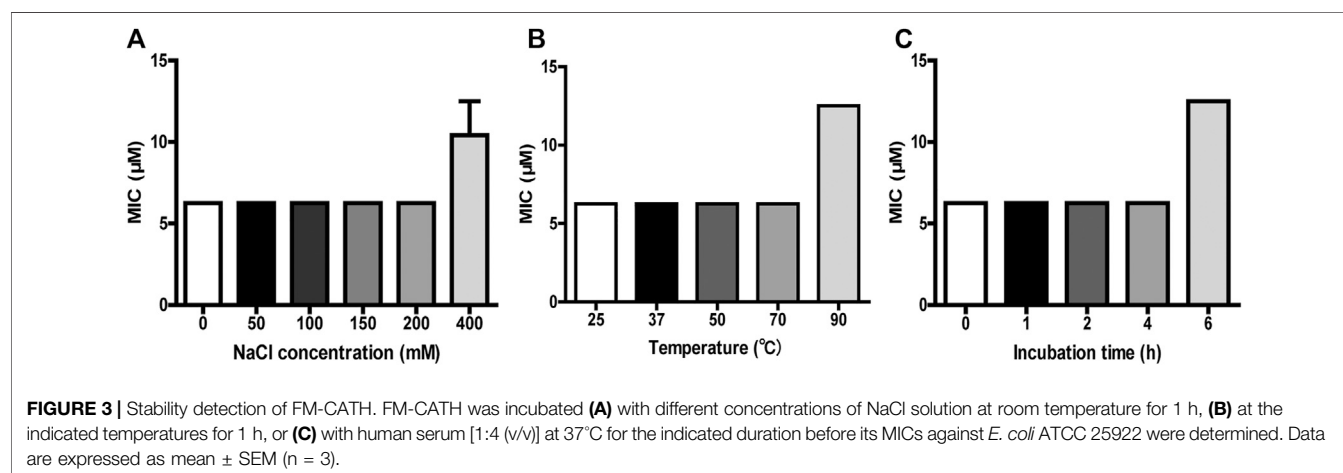 A
B
C
15
10
5
0
MIC (μM)
0 50 100 150 200 400
NaCl concentration (mM)
15
10
5
0
MIC (μM)
25 37 50 70 90
Temperature (°C)
15
10
5
0
MIC (μM)
0 1 2 4 6
Incubation time (h)
FIGURE 3 | Stability detection of FM-CATH. FM-CATH was incubated (A) with different concentrations of NaCl solution at room temperature for 1 h, (B) at the
indicated temperatures for 1 h, or (C) with human serum [1:4 (v/v)] at 37°C for the indicated duration before its MICs against E. coli ATCC 25922 were determined. Data
are expressed as mean ± SEM (n = 3).